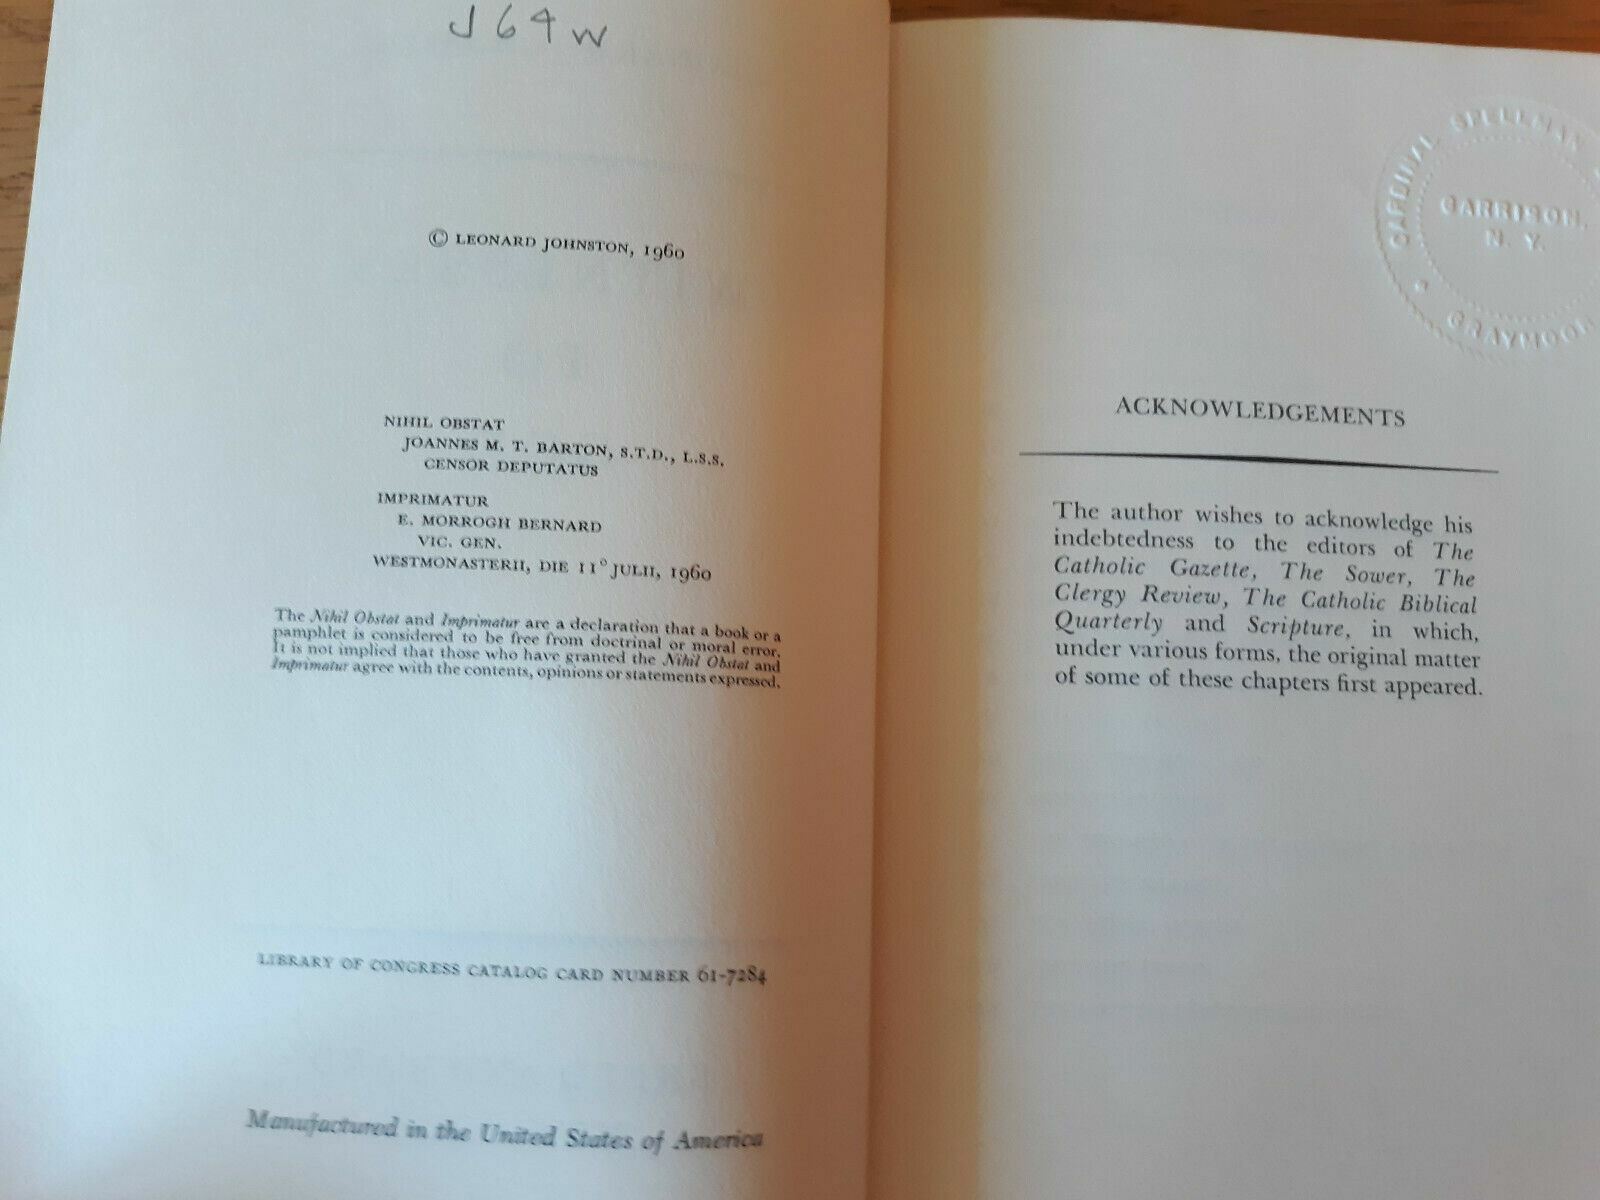 J64w
© LEONARD JOHNSTON, 1960
NIHIL OBSTAT
JOANNES M. T. BARTON, S.T.D., L.S.S.
CENSOR DEPUTATUS
IMPRIMATUR
E. MORROGH BERNARD
VIC. GEN.
WESTMONASTERII, DIE 11° JULII, 1960
The Nihil Obstat and Imprimatur are a declaration that a book or a
pamphlet is considered to be free from doctrinal or moral error.
It is not implied that those who have granted the Nihil Obstat and
Imprimatur agree with the contents, opinions or statements expressed.
LIBRARY OF CONGRESS CATALOG CARD NUMBER 61-7284
Manufactured in the United States of America
CARDINAL SPELLMAN
GARRISON,
N. Y.
GRAYMOOR
ACKNOWLEDGEMENTS
The author wishes to acknowledge his
indebtedness to the editors of The
Catholic Gazette, The Sower, The
Clergy Review, The Catholic Biblical
Quarterly and Scripture, in which,
under various forms, the original matter
of some of these chapters first appeared.